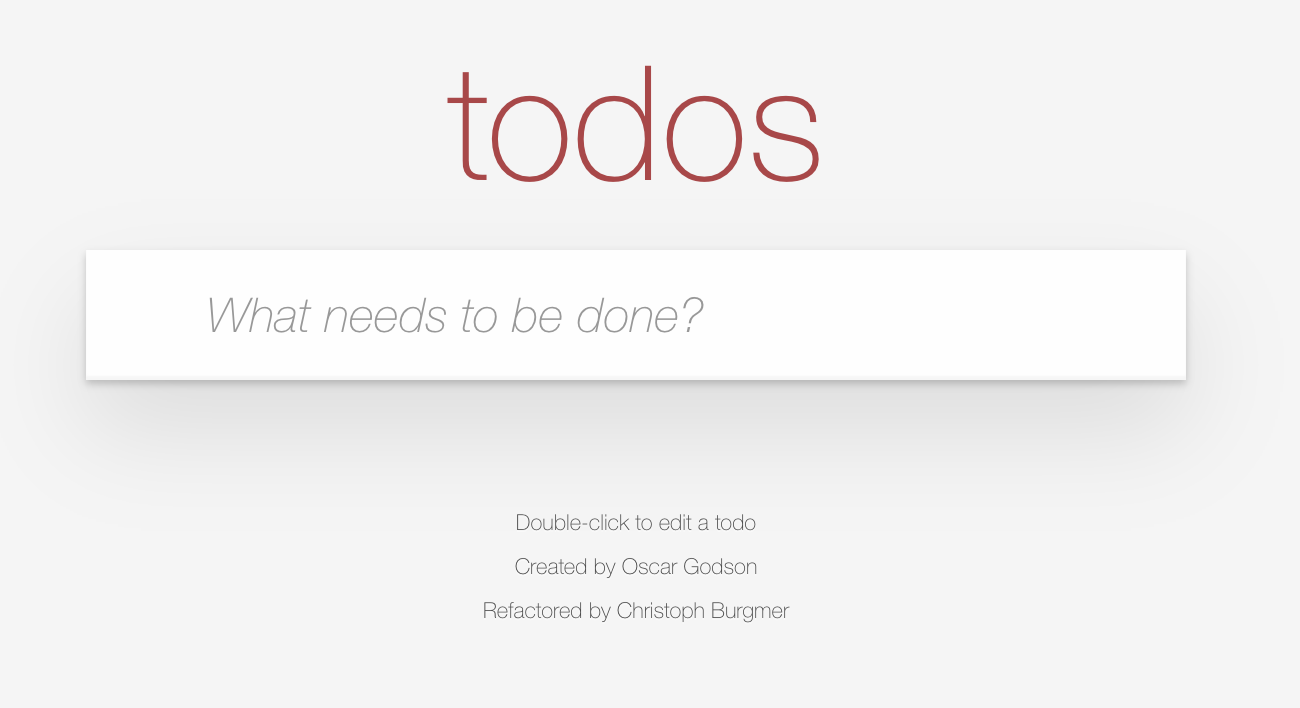 todos
What needs to be done?
Double-click to edit a todo
Created by Oscar Godson
Refactored by Christoph Burgmer